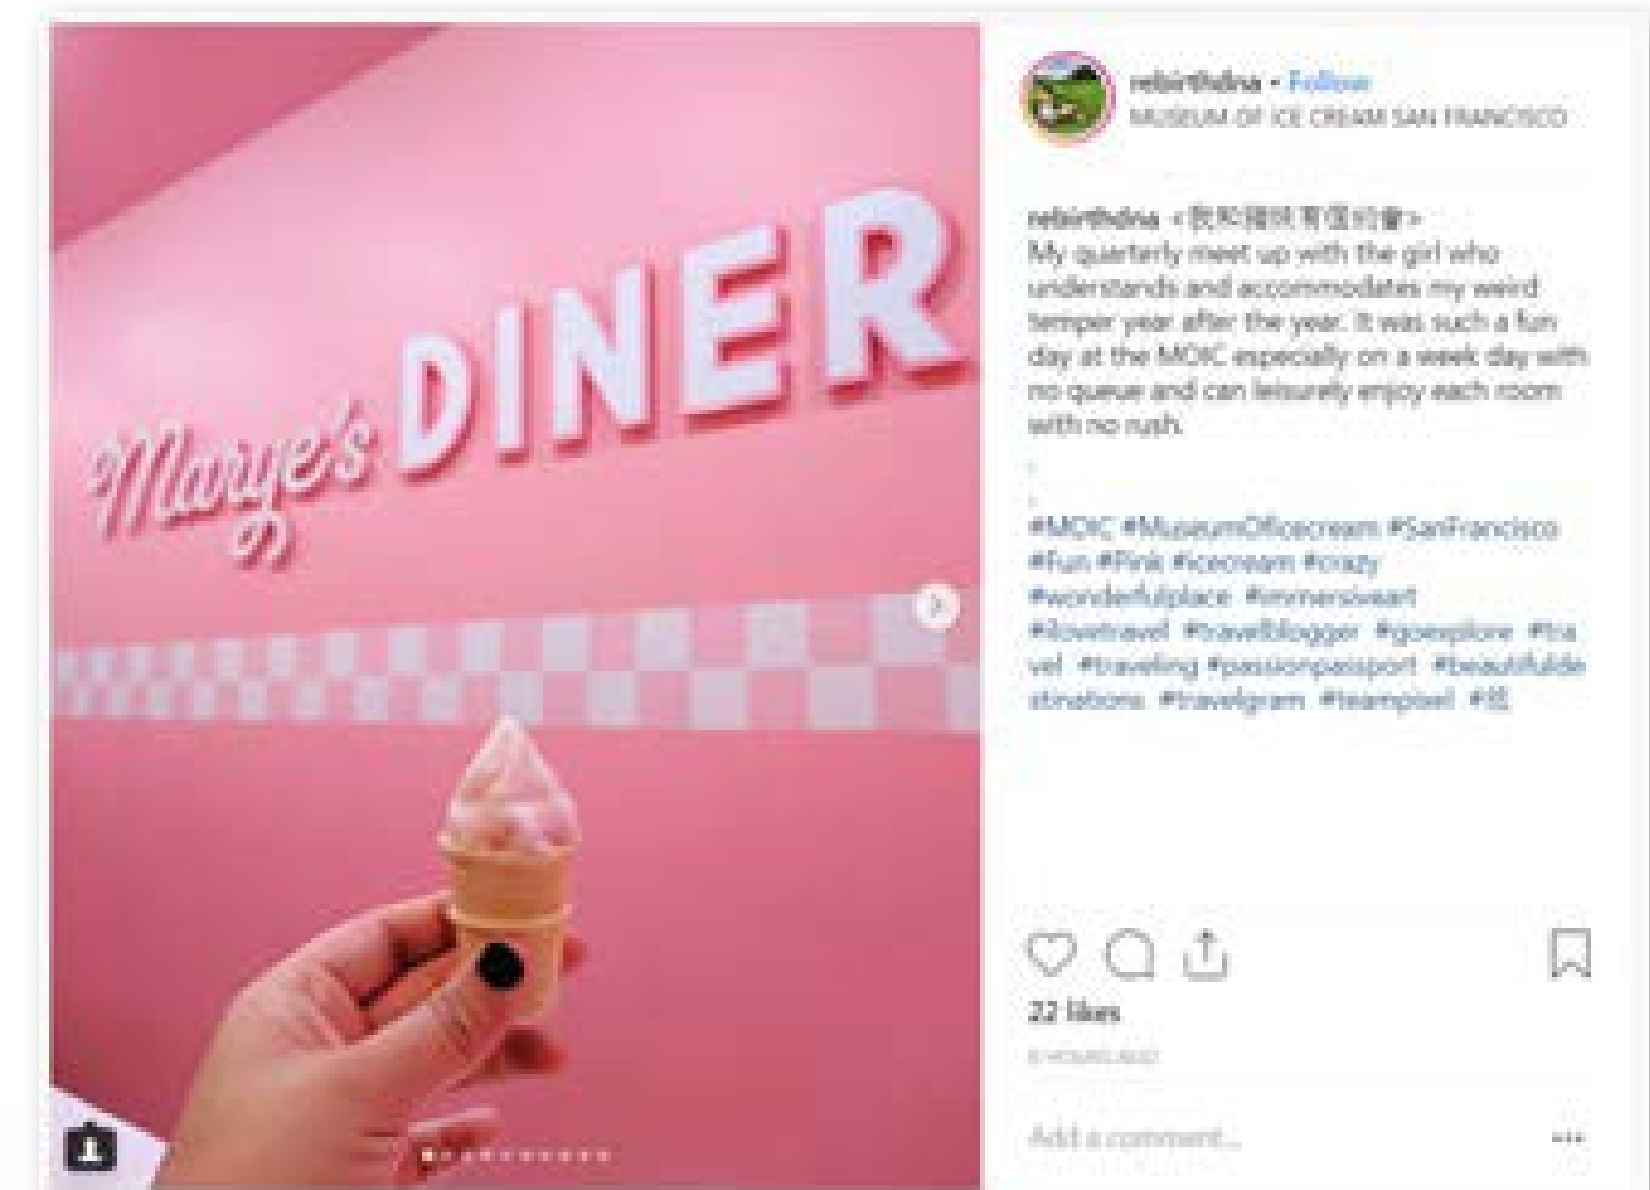 Marye's DINER
rebirthdna • Follow
MUSEUM OF ICE CREAM SAN FRANCISCO
rebirthdna
My quarterly meet up with the girl who
understands and accommodates my weird
temper year after the year. It was such a fun
day at the MOIC especially on a week day with
no queue and can leisurely enjoy each room
with no rush.
.
.
#MOIC #MuseumOficecream #SanFrancisco
#Fun #Pink #icecream #crazy
#wonderfulplace #immersiveart
#ilovetravel #travelblogger #goexplore #tra
vel #traveling #passionpassport #beautifulde
stinations #travelgram #teampixel
22 likes
Add a comment...